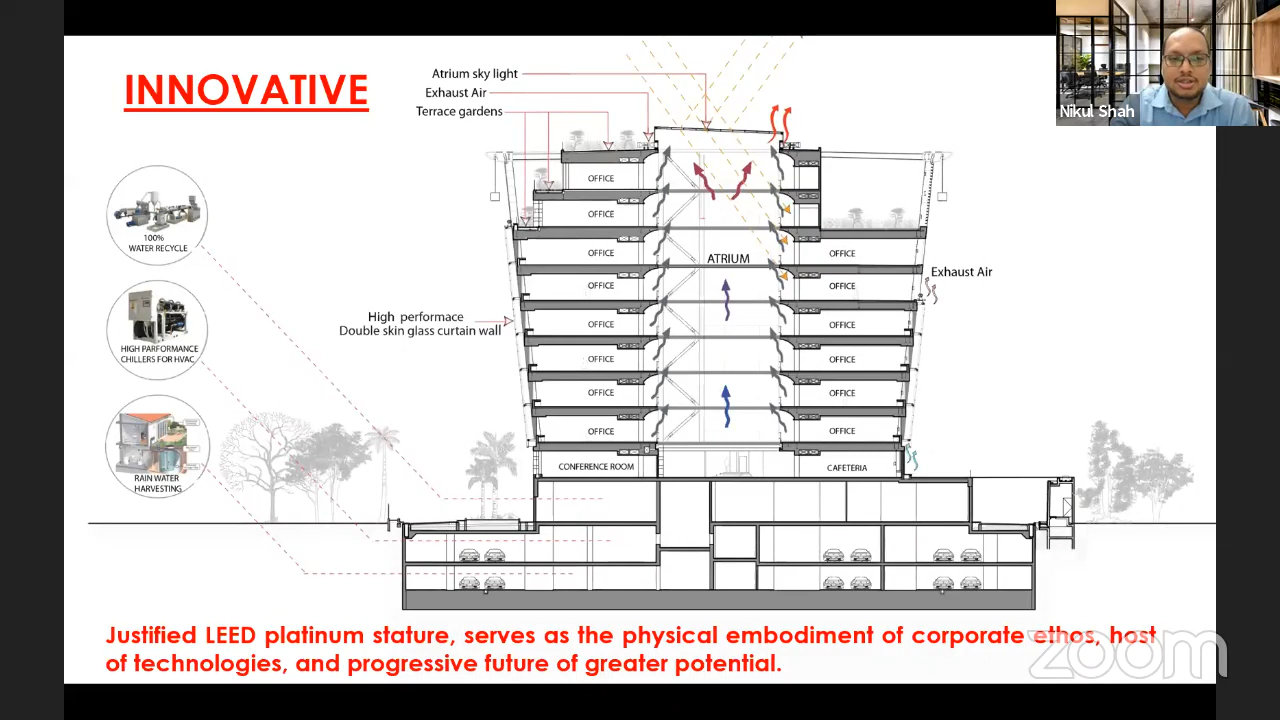 INNOVATIVE
Atrium sky light
Exhaust Air
Terrace gardens
Nikul Shah
100%
WATER RECYCLE
HIGH PARFORMANCE
CHILLERS FOR HVAC
RAIN WATER
HARVESTING
High performace
Double skin glass curtain wall
Exhaust Air
ATRIUM
OFFICE
OFFICE
OFFICE
OFFICE
OFFICE
OFFICE
OFFICE
OFFICE
OFFICE
OFFICE
OFFICE
OFFICE
OFFICE
OFFICE
CONFERENCE ROOM
CAFETERIA
Justified LEED platinum stature, serves as the physical embodiment of corporate ethos, host
of technologies, and progressive future of greater potential.
zoom